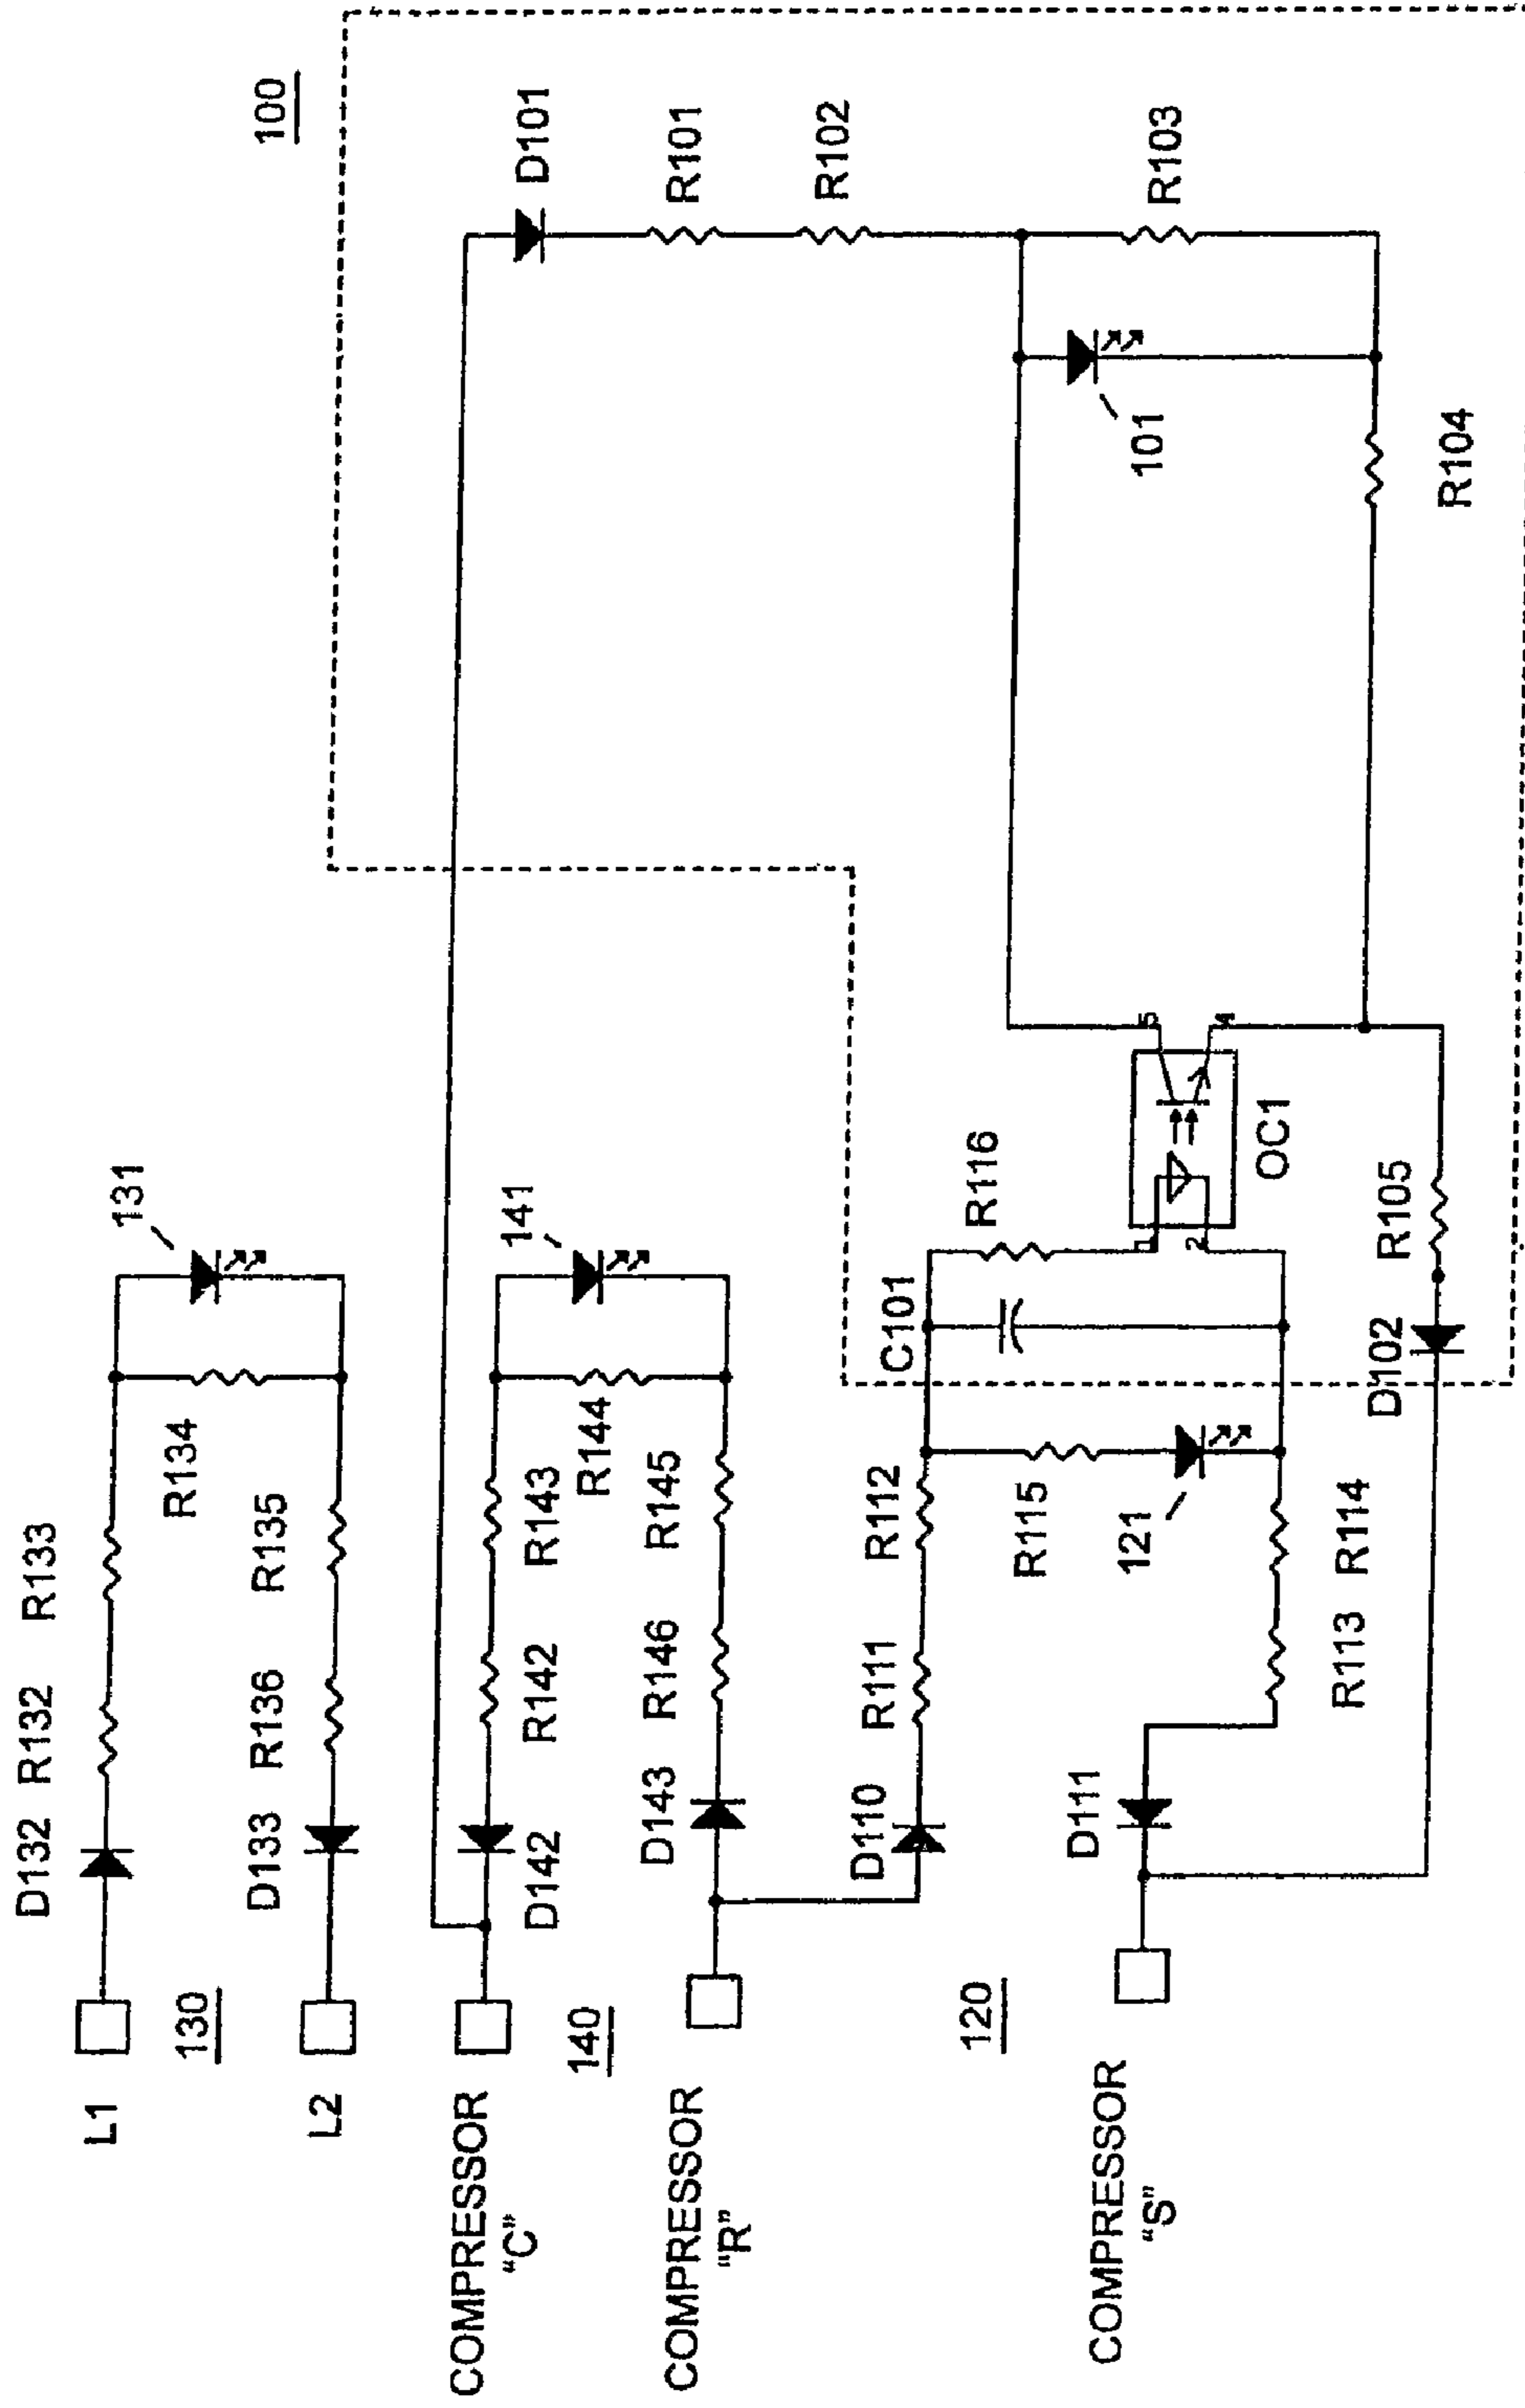 100
D101
R101
R102
R103
101
R104
131
R134
R133
R132
D132
R135
R136
D133
L1
130
L2
141
R144
R143
R142
D142
R145
R146
D143
COMPRESSOR
"C"
140
COMPRESSOR
"R"
R116
C101
1
2
5
4
OC1
R105
D102
R112
R111
D110
R115
121
R114
R113
D111
120
COMPRESSOR
"S"